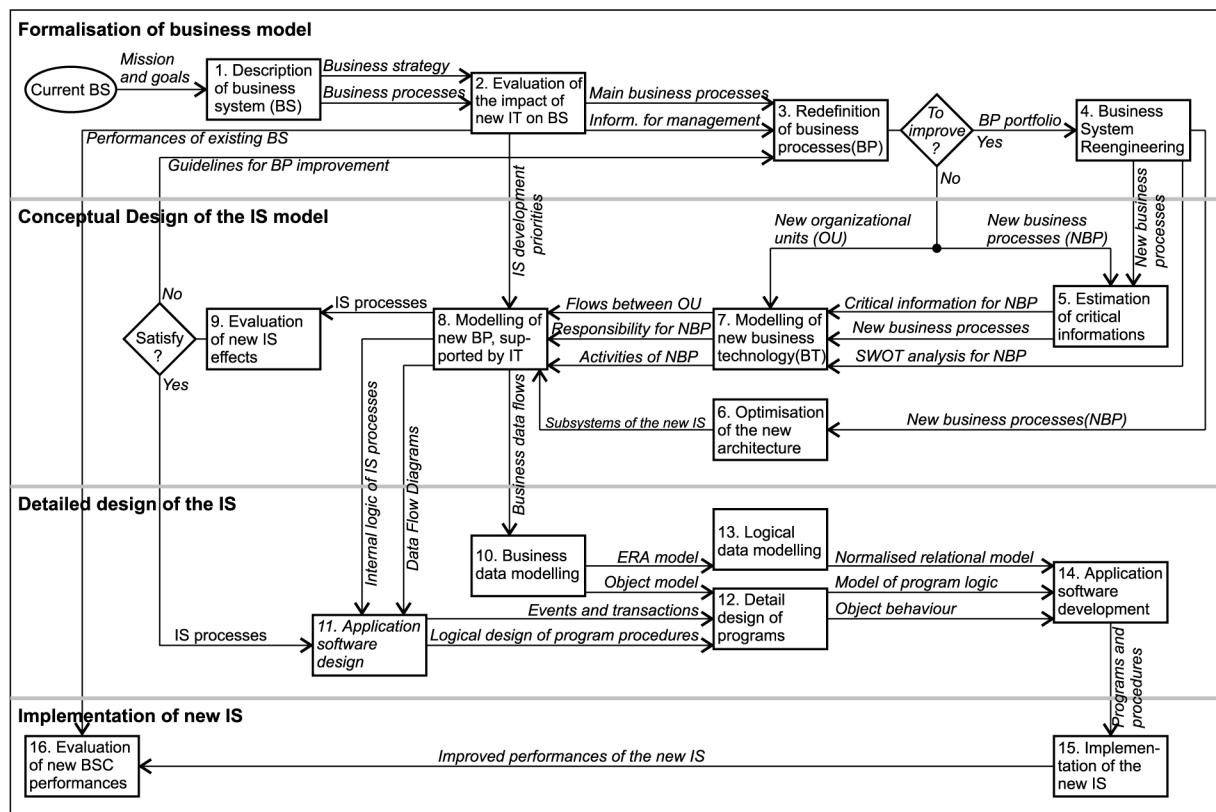 Formalisation of business model
Current BS
Mission
and goals
1. Description
of business
system (BS)
Business strategy
Business processes
2. Evaluation of
the impact of
new IT on BS
Main business processes
Inform. for management
3. Redefinition
of business
processes(BP)
To
improve
?
BP portfolio
Yes
No
4. Business
System
Reengineering
Performances of existing BS
Guidelines for BP improvement
Conceptual Design of the IS model
IS development
priorities
New organizational
units (OU)
New business
processes (NBP)
New business
processes
No
Satisfy
?
Yes
9. Evaluation
of new IS
effects
IS processes
8. Modelling of
new BP, sup-
ported by IT
Flows between OU
Responsibility for NBP
Activities of NBP
7. Modelling of
new business
technology(BT)
Critical information for NBP
New business processes
SWOT analysis for NBP
5. Estimation
of critical
informations
Subsystems of the new IS
6. Optimisation
of the new
architecture
New business processes(NBP)
Internal logic of IS processes
Data Flow Diagrams
Business data flows
Detailed design of the IS
10. Business
data modelling
ERA model
Object model
13. Logical
data modelling
Normalised relational model
Model of program logic
Object behaviour
14. Application
software
development
12. Detail
design of
programs
Events and transactions
Logical design of program procedures
IS processes
11. Application
software
design
Programs and
procedures
Implementation of new IS
16. Evaluation
of new BSC
performances
Improved performances of the new IS
15. Implemen-
tation of the
new IS